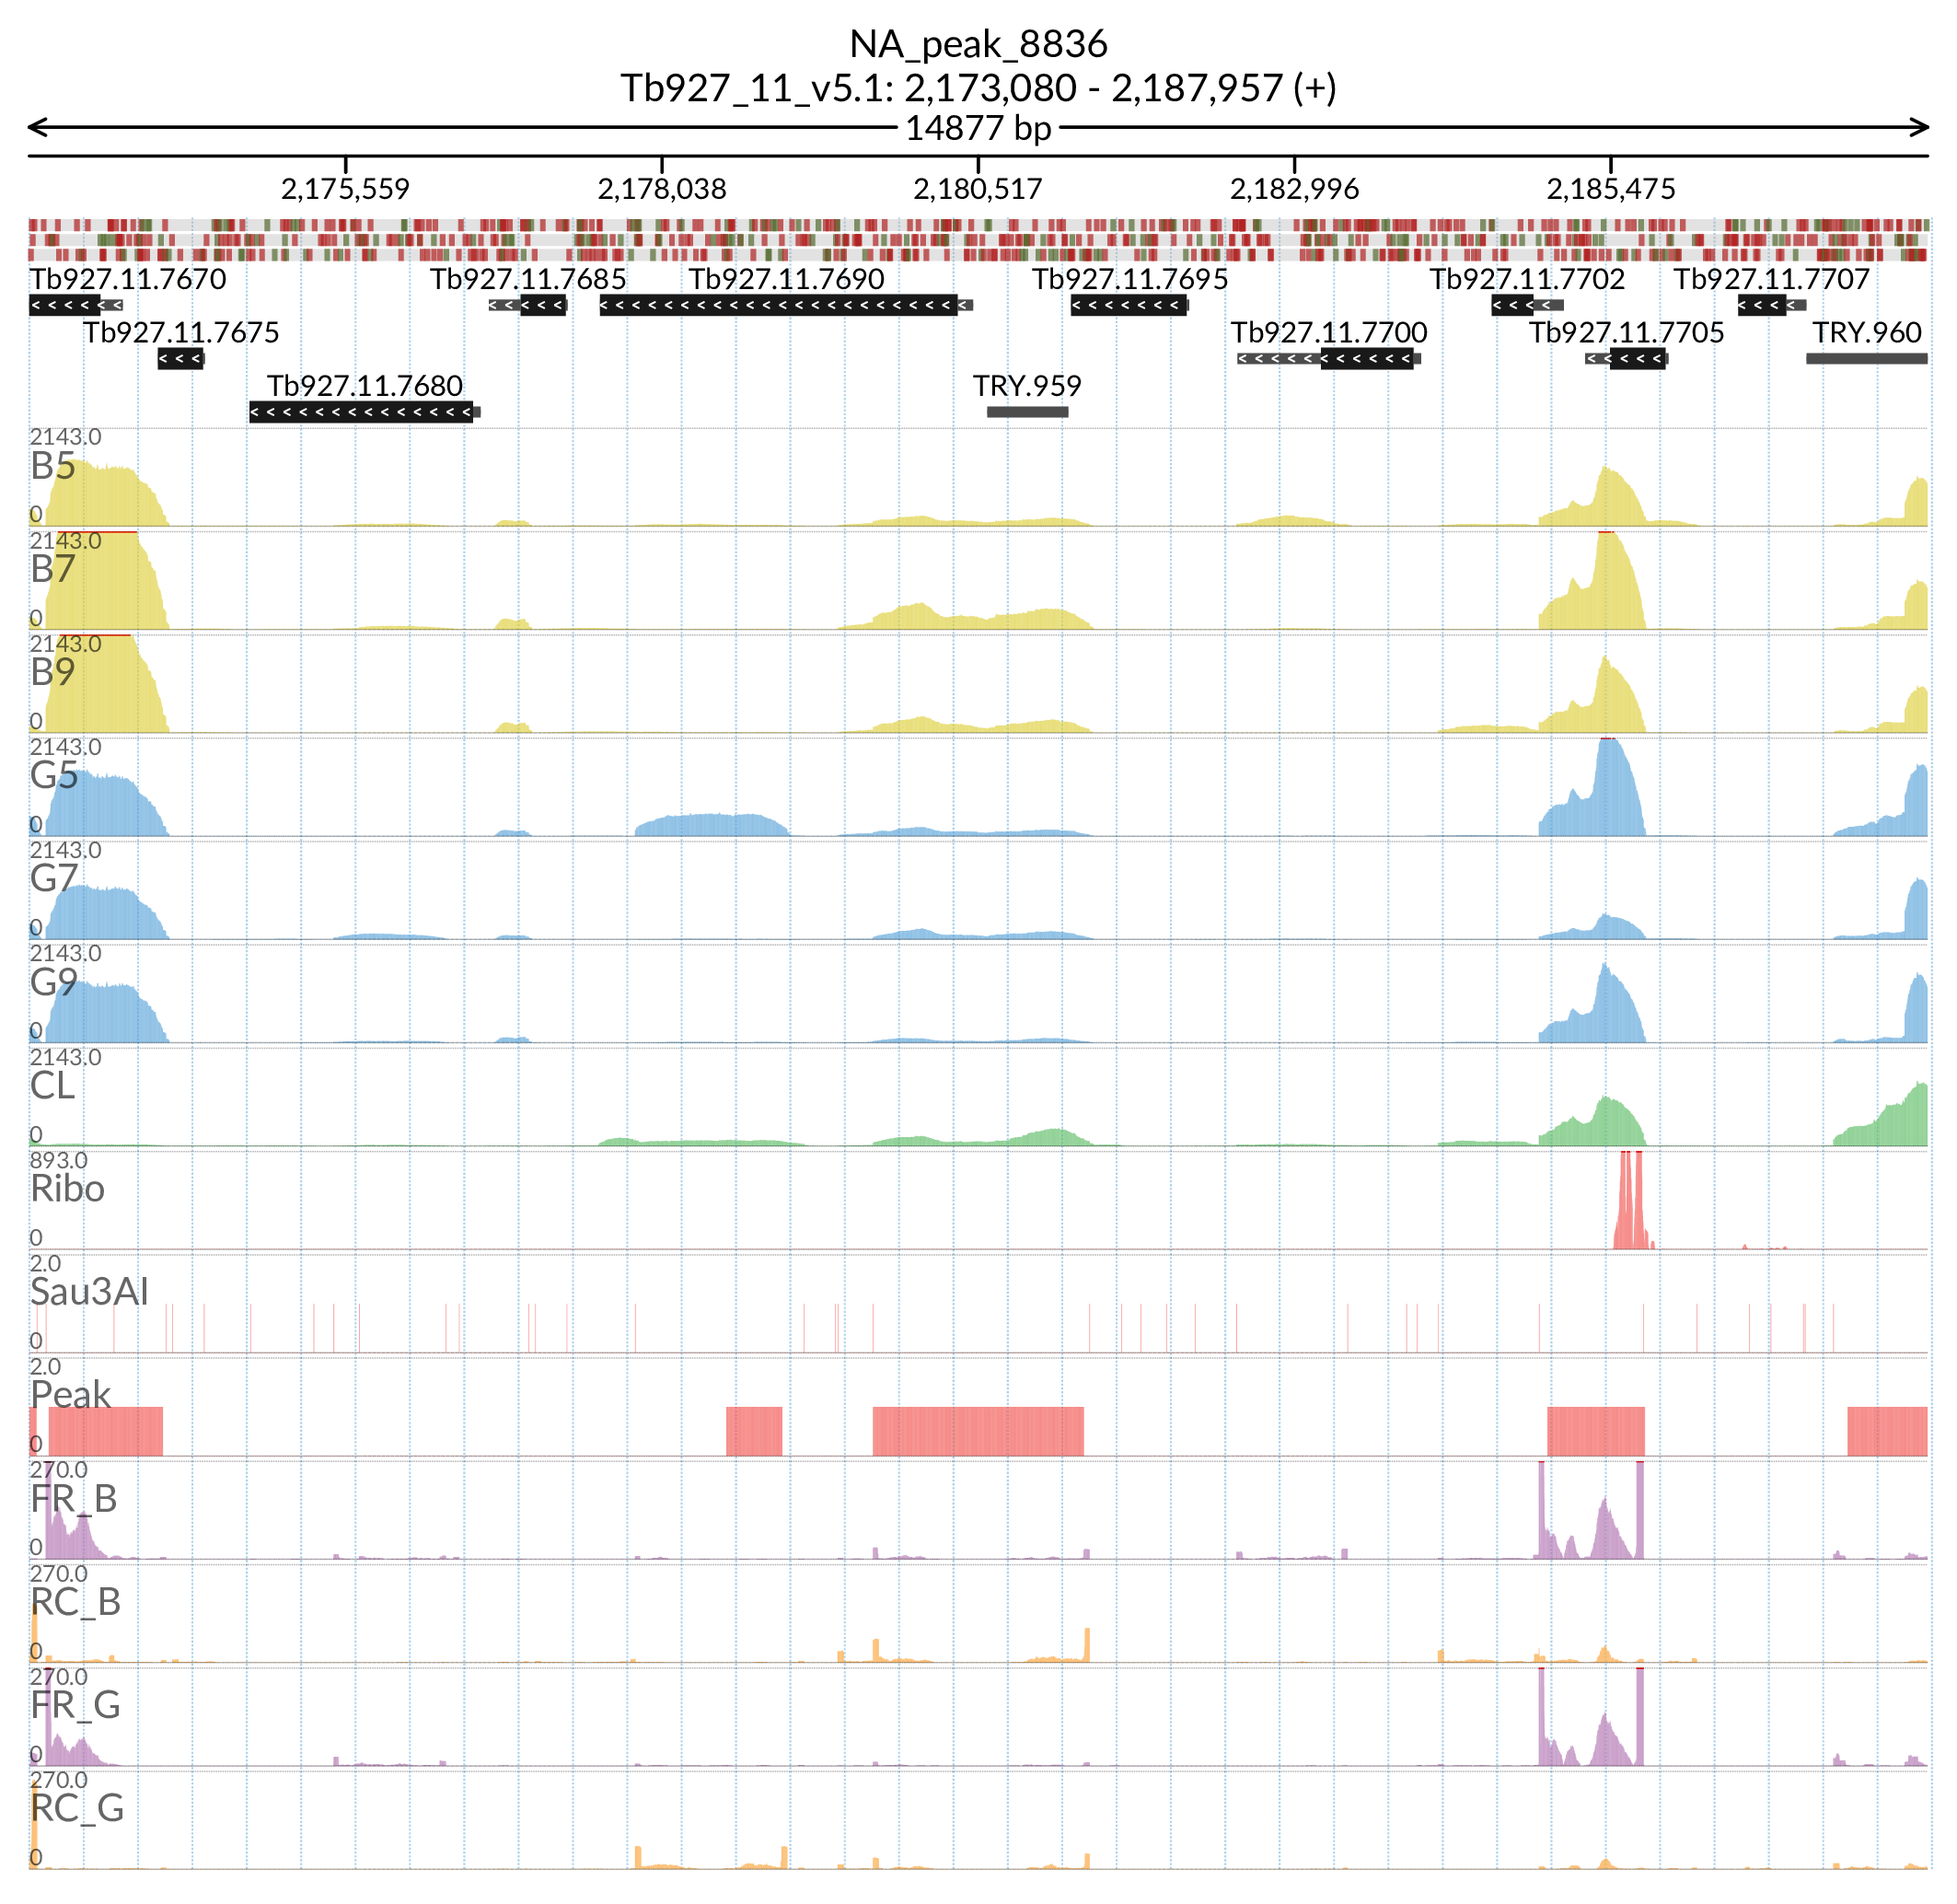 NA_peak_8836
Tb927_11_v5.1: 2,173,080 - 2,187,957 (+)
14877 bp
2,175,559 2,178,038 2,180,517 2,182,996 2,185,475
Tb927.11.7670 Tb927.11.7685 Tb927.11.7690 Tb927.11.7695 Tb927.11.7702 Tb927.11.7707
Tb927.11.7675 Tb927.11.7700 Tb927.11.7705 TRY.960
Tb927.11.7680 TRY.959
2143.0
B5
0
2143.0
B7
0
2143.0
B9
0
2143.0
G5
0
2143.0
G7
0
2143.0
G9
0
2143.0
CL
0
893.0
Ribo
0
2.0
Sau3AI
0
2.0
Peak
0
270.0
FR_B
0
270.0
RC_B
0
270.0
FR_G
0
270.0
RC_G
0